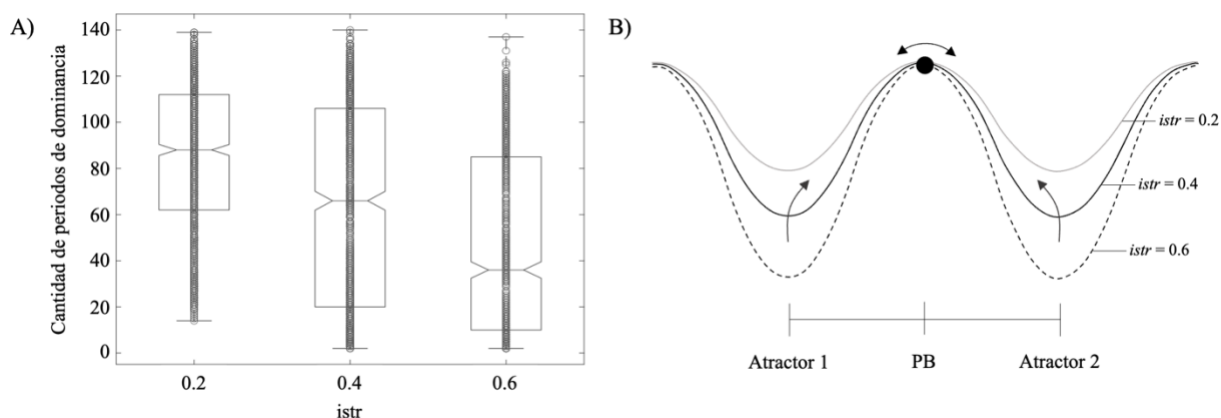 A)
Cantidad de periodos de dominancia
140
120
100
80
60
40
20
0
0.2
0.4
0.6
istr
B)
istr = 0.2
istr = 0.4
istr = 0.6
Atractor 1
PB
Atractor 2